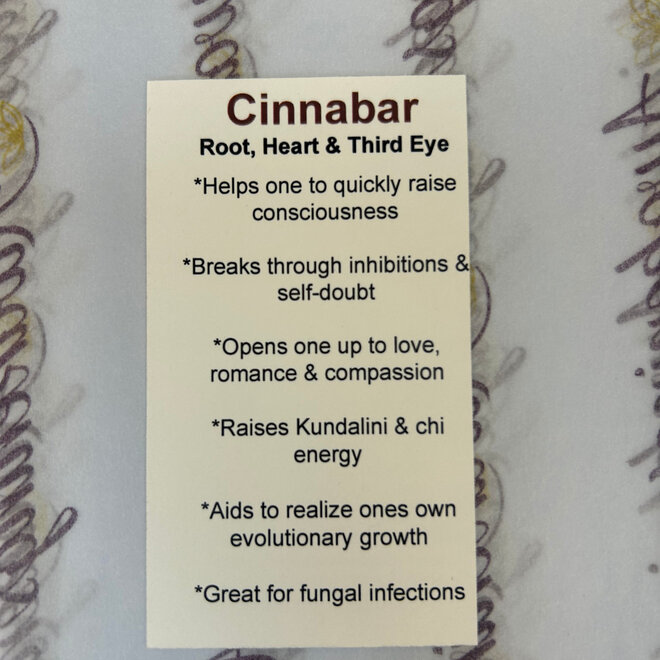 Cinnabar
Root, Heart & Third Eye
*Helps one to quickly raise
consciousness
*Breaks through inhibitions &
self-doubt
*Opens one up to love,
romance & compassion
*Raises Kundalini & chi
energy
*Aids to realize ones own
evolutionary growth
*Great for fungal infections